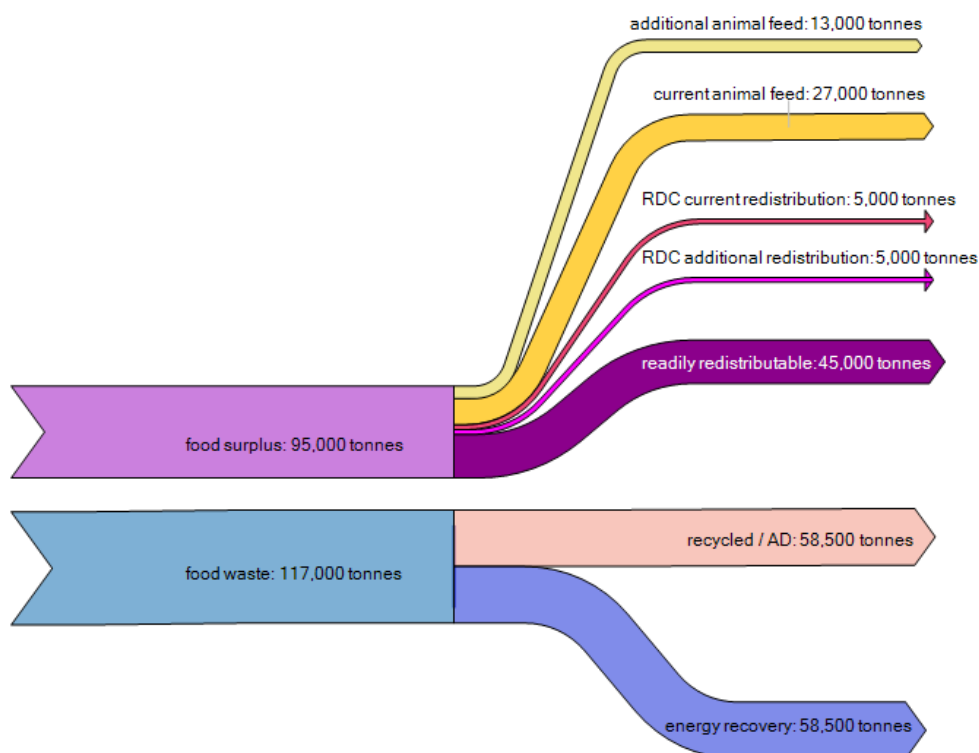 additional animal feed: 13,000 tonnes
current animal feed: 27,000 tonnes
RDC current redistribution: 5,000 tonnes
RDC additional redistribution: 5,000 tonnes
readily redistributable: 45,000 tonnes
food surplus: 95,000 tonnes
recycled / AD: 58,500 tonnes
food waste: 117,000 tonnes
energy recovery: 58,500 tonnes